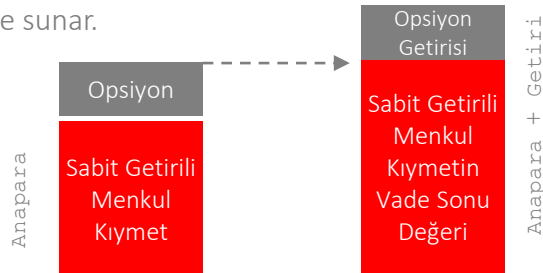 e sunar.
Anapara
Opsiyon
Sabit Getirili
Menkul
Kıymet
Opsiyon
Getirisi
Sabit Getirili
Menkul
Kıymetin
Vade Sonu
Değeri
Anapara + Getiri